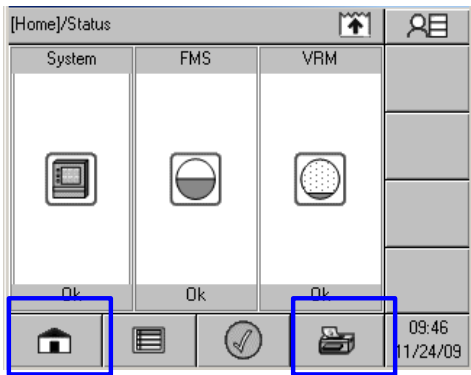 [Home]/Status
System FMS VRM
Ok Ok Ok
09:46
11/24/09